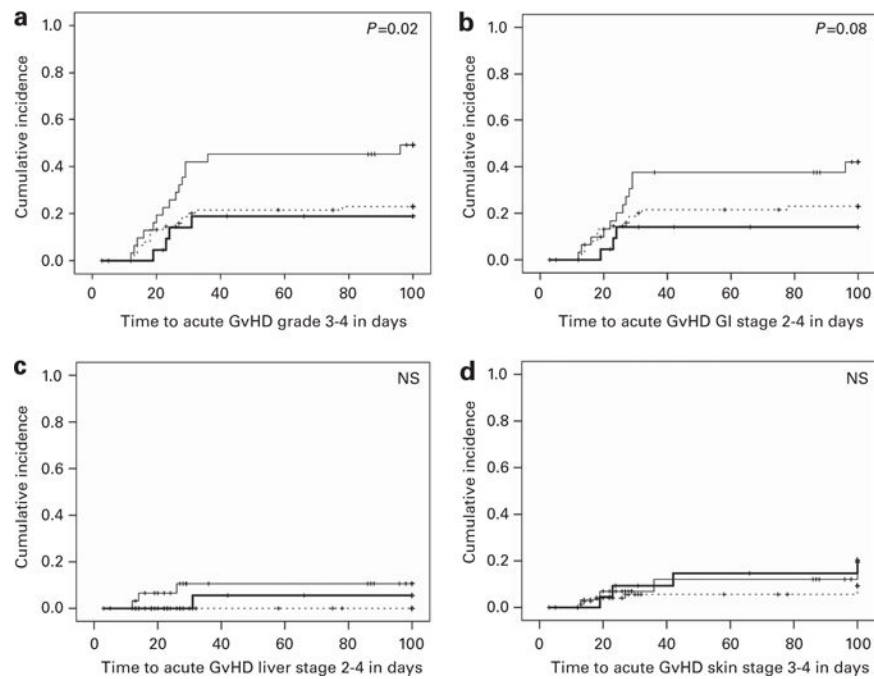 a
P=0.02
1.0
0.8
0.6
0.4
0.2
0.0
Cumulative incidence
0 20 40 60 80 100
Time to acute GvHD grade 3-4 in days
b
P=0.08
1.0
0.8
0.6
0.4
0.2
0.0
Cumulative incidence
0 20 40 60 80 100
Time to acute GvHD GI stage 2-4 in days
c
NS
1.0
0.8
0.6
0.4
0.2
0.0
Cumulative incidence
0 20 40 60 80 100
Time to acute GvHD liver stage 2-4 in days
d
NS
1.0
0.8
0.6
0.4
0.2
0.0
Cumulative incidence
0 20 40 60 80 100
Time to acute GvHD skin stage 3-4 in days